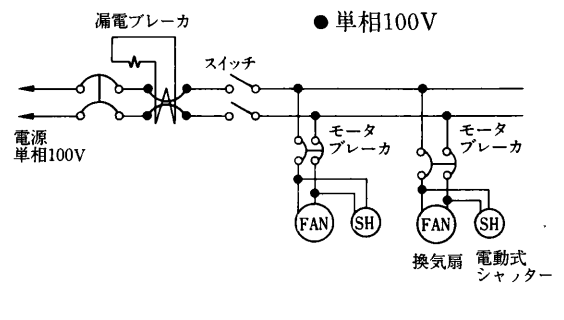 漏電ブレーカ
● 単相100V
スイッチ
電源
単相100V
モータ
ブレーカ
モータ
ブレーカ
FAN
SH
FAN
SH
換気扇
電動式
シャッター